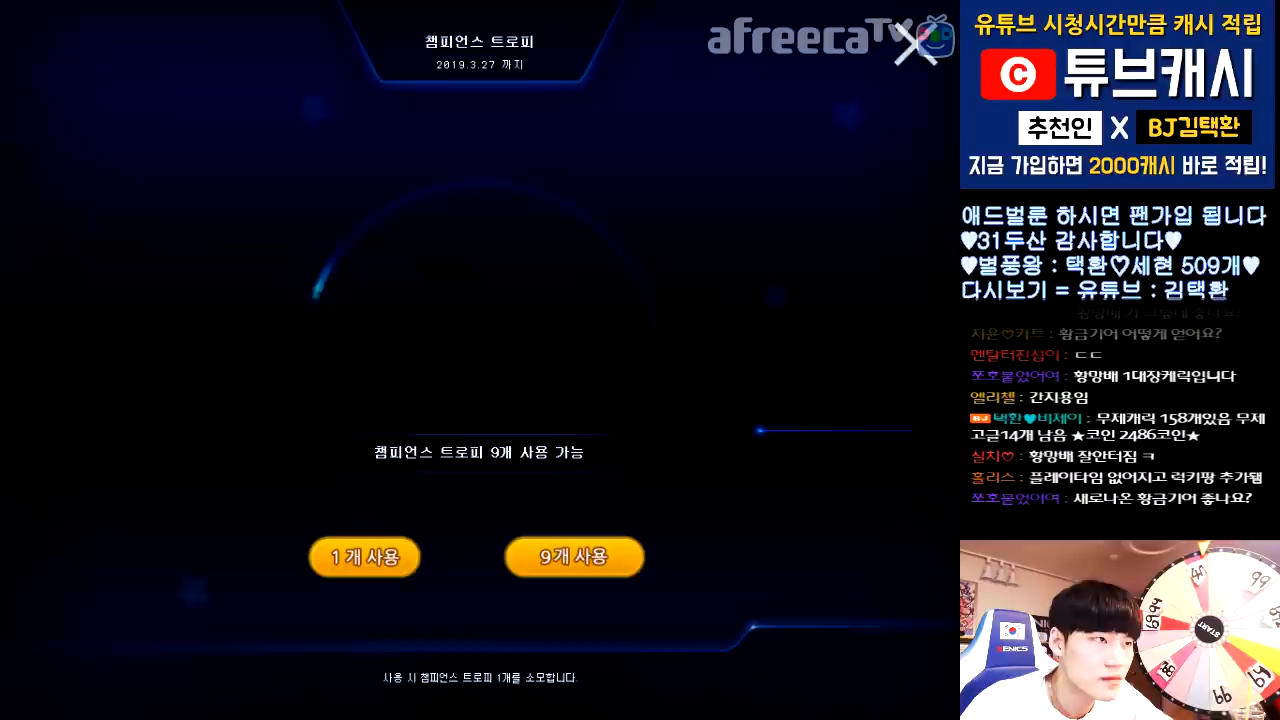 챔피언스 트로피
2019.3.27 까지
afreecaTV
챔피언스 트로피 9개 사용 가능
1개 사용
9개 사용
사용 시 챔피언스 트로피 1개를 소모합니다.
유튜브 시청시간만큼 캐시 적립
C 튜브캐시
추천인 X BJ김택환
지금 가입하면 2000캐시 바로 적립!
애드벌룬 하시면 팬가입 됩니다
♥31두산 감사합니다♥
♥별풍왕 : 택환♡세현 509개♥
다시보기 = 유튜브 : 김택환
지윤♡카트 : 황금기어 어떻게 얻어요?
멘탈터진심이 : ㄷㄷ
쪼호붙었어여 : 황망배 1대장케릭입니다
앨리첼 : 간지용임
BJ 택환♥비제이 : 무제캐릭 158개있음 무제
고글14개 남음 ★코인 2486코인★
실치♡ : 황망배 잘안터짐 ㅋ
홀리스 : 플레이타임 없어지고 럭키팡 추가됌
쪼호붙었어여 : 새로나온 황금기어 좋나요?
XENICS
START
99
66